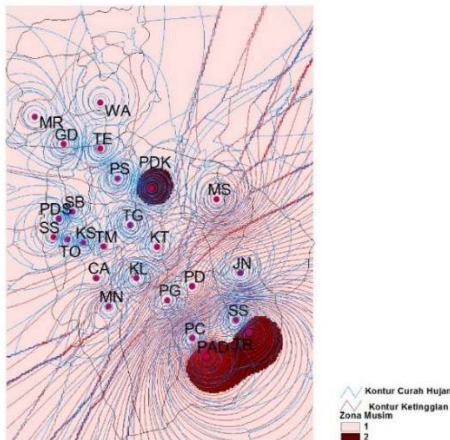 WA
MR
GD TE
PS PDK
MS
SB
PDS TG
SS KS TM KT
TO
CA KL PD JN
MN PG
SS
PC
PAD
Kontur Curah Hujan
Kontur Ketinggian
Zona Musim
1
2